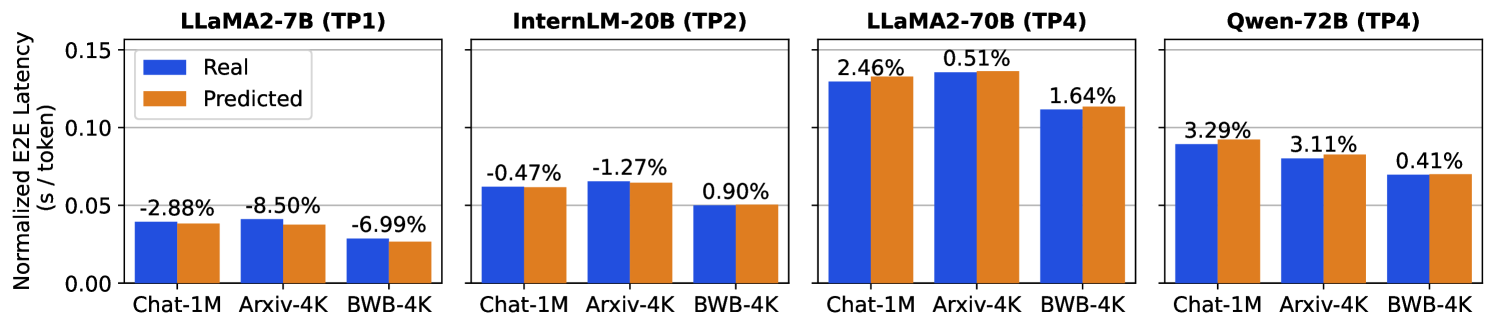 LLaMA2-7B (TP1)
InternLM-20B (TP2)
LLaMA2-70B (TP4)
Qwen-72B (TP4)
Normalized E2E Latency
(s / token)
0.15
0.10
0.05
0.00
Real
Predicted
-2.88%
-8.50%
-6.99%
Chat-1M
Arxiv-4K
BWB-4K
-0.47%
-1.27%
0.90%
Chat-1M
Arxiv-4K
BWB-4K
2.46%
0.51%
1.64%
Chat-1M
Arxiv-4K
BWB-4K
3.29%
3.11%
0.41%
Chat-1M
Arxiv-4K
BWB-4K